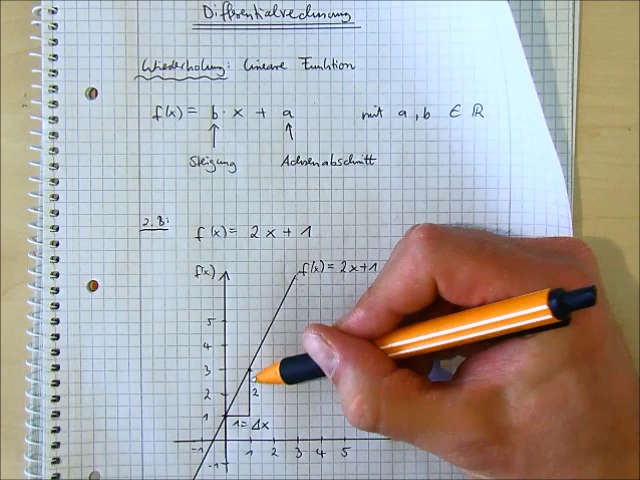 Differentialrechnung
Wiederholung: lineare Funktion
f(x) = b · x + a mit a, b ∈ ℝ
Steigung Achsenabschnitt
z.B: f(x) = 2x + 1
f(x) f(x) = 2x+1
5
4
3
2 2
1 1=Δx
-1 1 2 3 4 5
-1